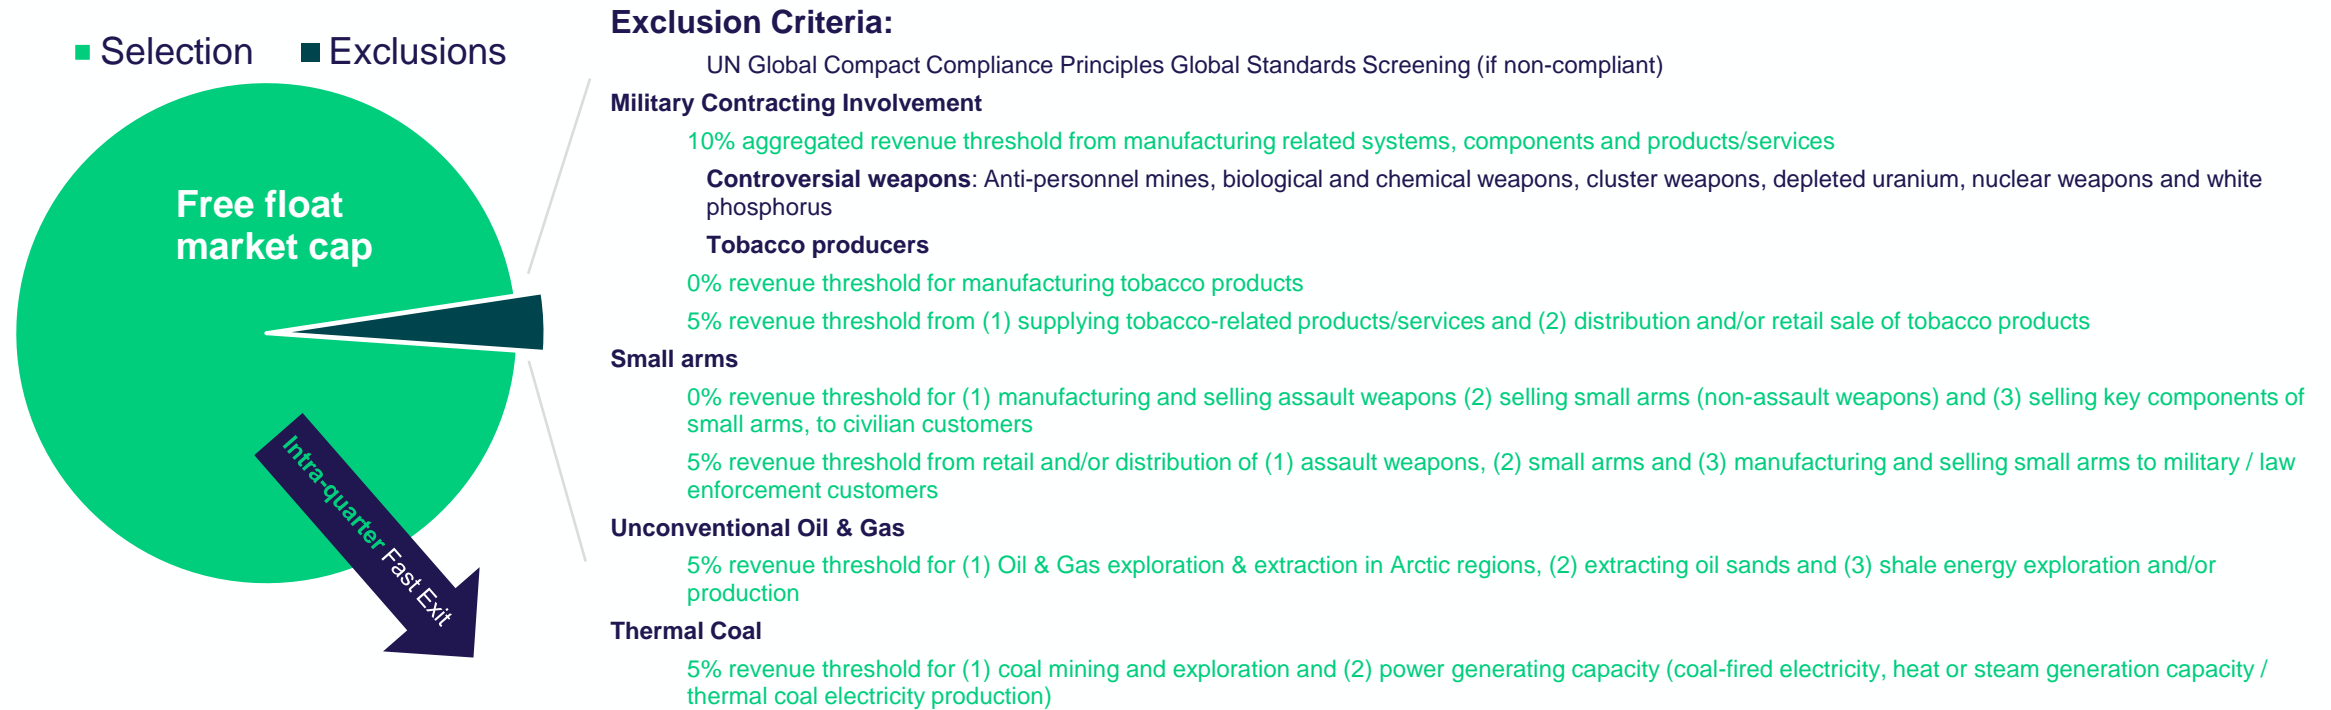 Selection
Exclusions
Free float
market cap
Intra-quarter Fast Exit
Exclusion Criteria:
UN Global Compact Compliance Principles Global Standards Screening (if non-compliant)
Military Contracting Involvement
10% aggregated revenue threshold from manufacturing related systems, components and products/services
Controversial weapons: Anti-personnel mines, biological and chemical weapons, cluster weapons, depleted uranium, nuclear weapons and white
phosphorus
Tobacco producers
0% revenue threshold for manufacturing tobacco products
5% revenue threshold from (1) supplying tobacco-related products/services and (2) distribution and/or retail sale of tobacco products
Small arms
0% revenue threshold for (1) manufacturing and selling assault weapons (2) selling small arms (non-assault weapons) and (3) selling key components of
small arms, to civilian customers
5% revenue threshold from retail and/or distribution of (1) assault weapons, (2) small arms and (3) manufacturing and selling small arms to military / law
enforcement customers
Unconventional Oil & Gas
5% revenue threshold for (1) Oil & Gas exploration & extraction in Arctic regions, (2) extracting oil sands and (3) shale energy exploration and/or
production
Thermal Coal
5% revenue threshold for (1) coal mining and exploration and (2) power generating capacity (coal-fired electricity, heat or steam generation capacity /
thermal coal electricity production)